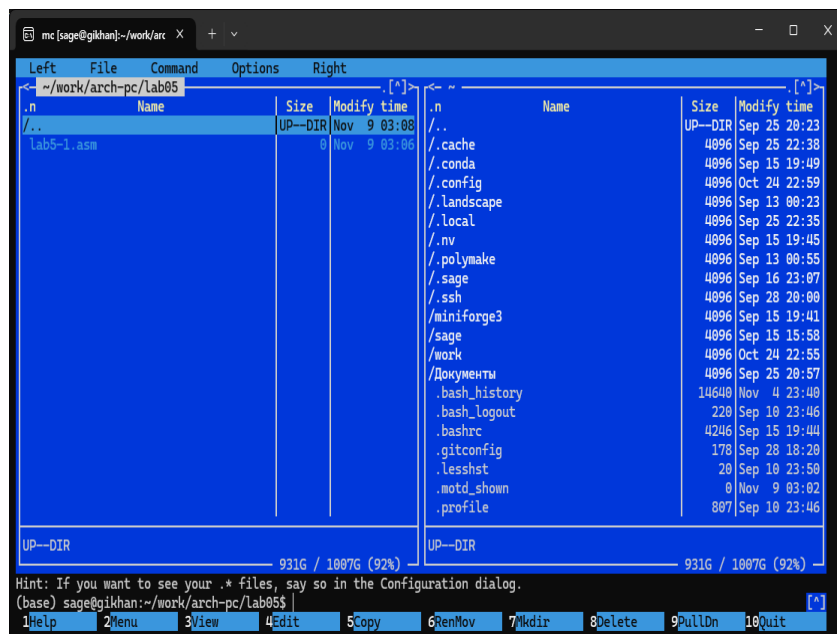 mc [sage@gikhan]:~/work/arc × + ⌄ — □ X
Left File Command Options Right
<— ~/work/arch-pc/lab05 .[^]>
.n Name Size Modify time
/.. UP--DIR Nov 9 03:08
lab5-1.asm 0 Nov 9 03:06
UP--DIR
931G / 1007G (92%)
<— ~ .[^]>
.n Name Size Modify time
/.. UP--DIR Sep 25 20:23
/.cache 4096 Sep 25 22:38
/.conda 4096 Sep 15 19:49
/.config 4096 Oct 24 22:59
/.landscape 4096 Sep 13 00:23
/.local 4096 Sep 25 22:35
/.nv 4096 Sep 15 19:45
/.polymake 4096 Sep 13 00:55
/.sage 4096 Sep 16 23:07
/.ssh 4096 Sep 28 20:00
/miniforge3 4096 Sep 15 19:41
/sage 4096 Sep 15 15:58
/work 4096 Oct 24 22:55
/Документы 4096 Sep 25 20:57
.bash_history 14640 Nov 4 23:40
.bash_logout 220 Sep 10 23:46
.bashrc 4246 Sep 15 19:44
.gitconfig 178 Sep 28 18:20
.lesshst 20 Sep 10 23:50
.motd_shown 0 Nov 9 03:02
.profile 807 Sep 10 23:46
UP--DIR
931G / 1007G (92%)
Hint: If you want to see your .* files, say so in the Configuration dialog.
(base) sage@gikhan:~/work/arch-pc/lab05$ [^]
1Help 2Menu 3View 4Edit 5Copy 6RenMov 7Mkdir 8Delete 9PullDn 10Quit